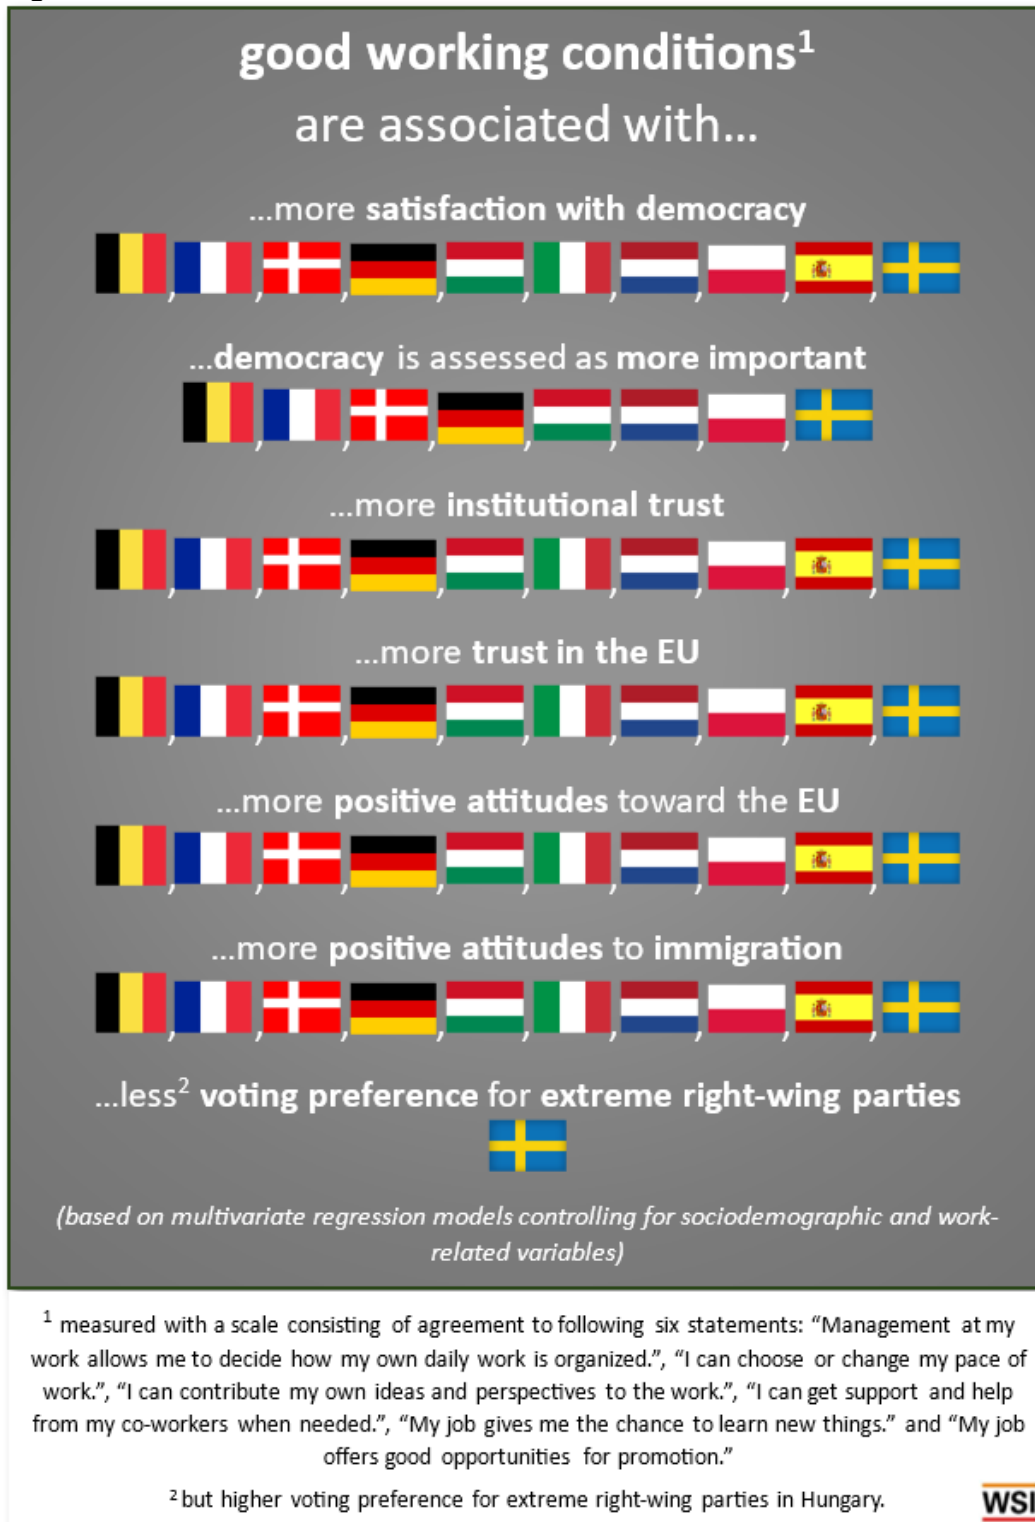 good working conditions¹
are associated with...
...more satisfaction with democracy
, , , , , , , , ,
...democracy is assessed as more important
, , , , , , ,
...more institutional trust
, , , , , , , , ,
...more trust in the EU
, , , , , , , , ,
...more positive attitudes toward the EU
, , , , , , , , ,
...more positive attitudes to immigration
, , , , , , , , ,
...less² voting preference for extreme right-wing parties
(based on multivariate regression models controlling for sociodemographic and work-
related variables)
¹ measured with a scale consisting of agreement to following six statements: “Management at my
work allows me to decide how my own daily work is organized.”, “I can choose or change my pace of
work.”, “I can contribute my own ideas and perspectives to the work.”, “I can get support and help
from my co-workers when needed.”, “My job gives me the chance to learn new things.” and “My job
offers good opportunities for promotion.”
² but higher voting preference for extreme right-wing parties in Hungary.
WSI